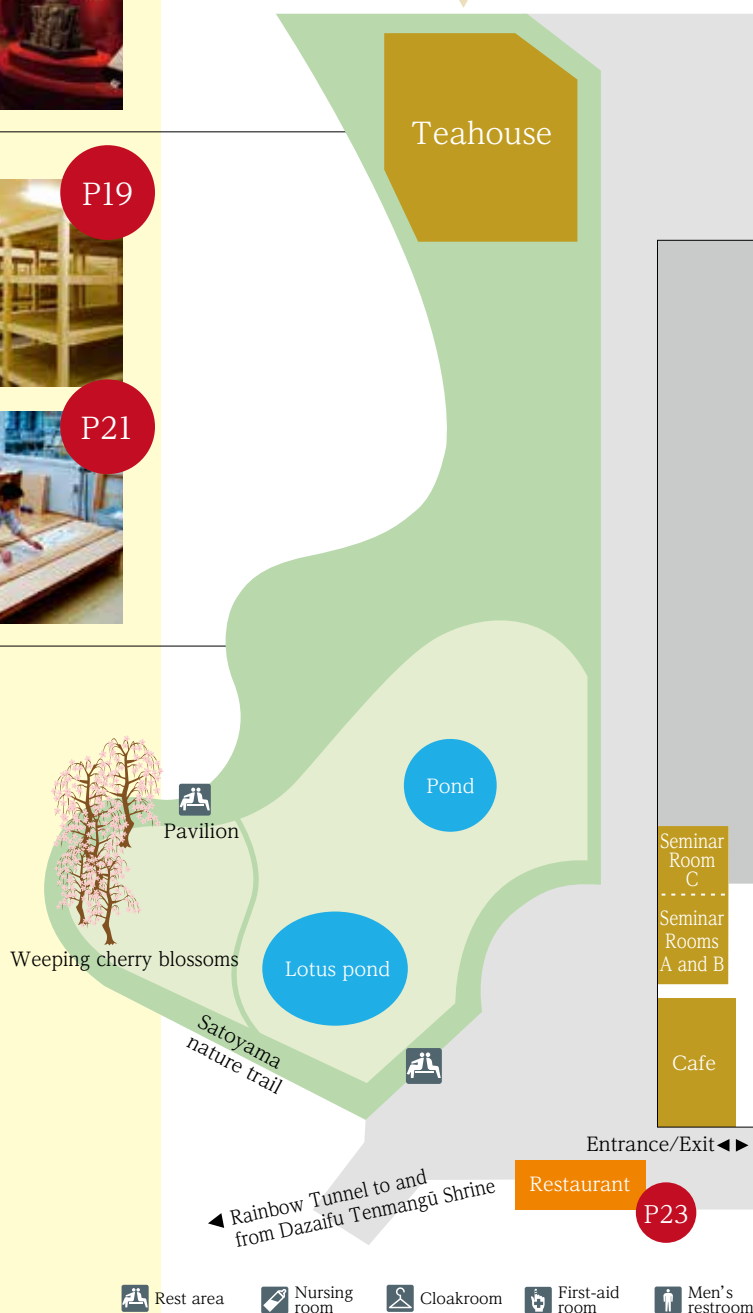 Teahouse
P19
P21
Pond
Pavilion
Seminar
Room
C
Seminar
Rooms
A and B
Weeping cherry blossoms
Lotus pond
Satoyama
nature trail
Cafe
Entrance/Exit◄►
◄ Rainbow Tunnel to and
from Dazaifu Tenmangū Shrine
Restaurant
P23
Rest area
Nursing
room
Cloakroom
First-aid
room
Men's
restroom